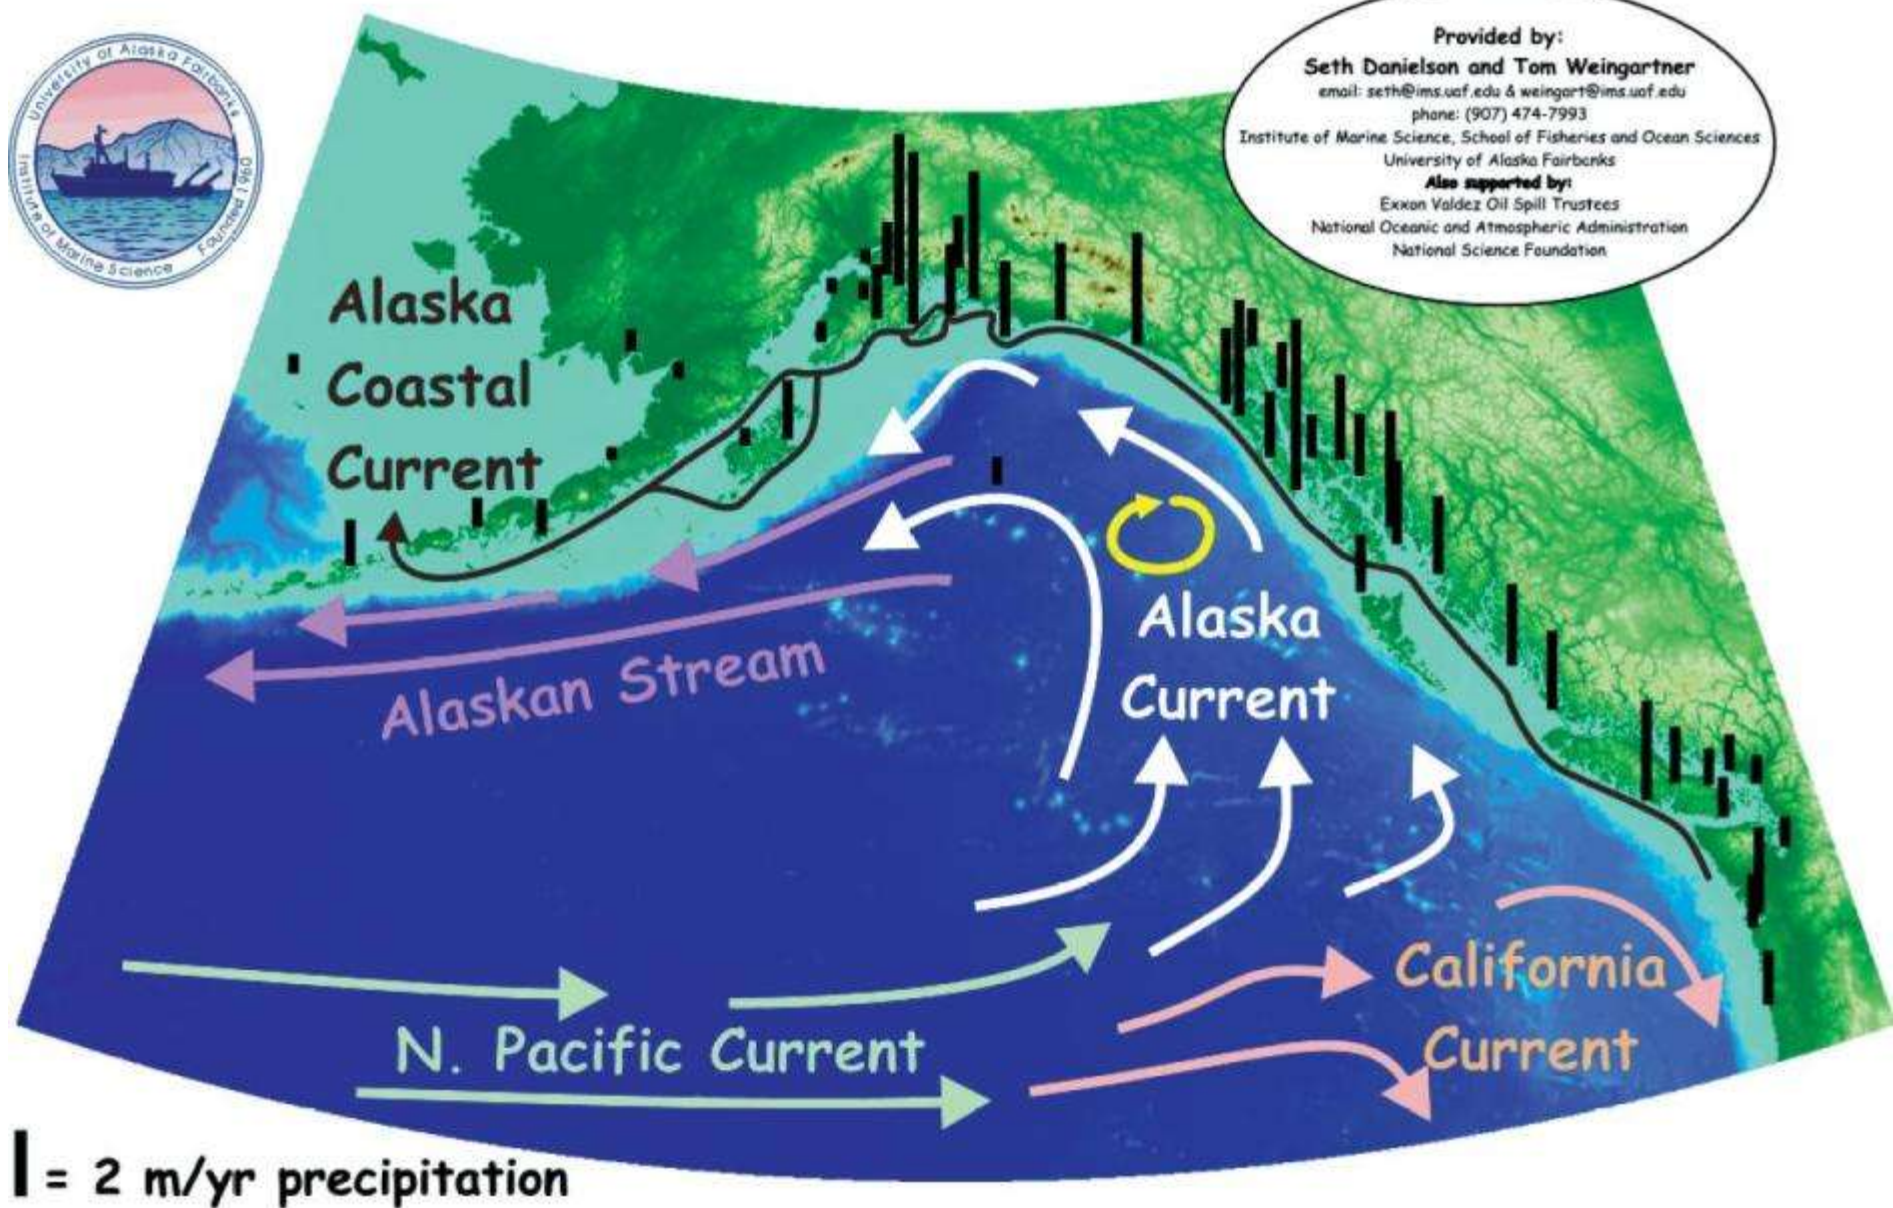 University of Alaska Fairbanks
Institute of Marine Science Founded 1960
Provided by:
Seth Danielson and Tom Weingartner
email: seth@ims.uaf.edu & weingart@ims.uaf.edu
phone: (907) 474-7993
Institute of Marine Science, School of Fisheries and Ocean Sciences
University of Alaska Fairbanks
Also supported by:
Exxon Valdez Oil Spill Trustees
National Oceanic and Atmospheric Administration
National Science Foundation
Alaska
Coastal
Current
Alaska
Current
Alaskan Stream
California
Current
N. Pacific Current
= 2 m/yr precipitation